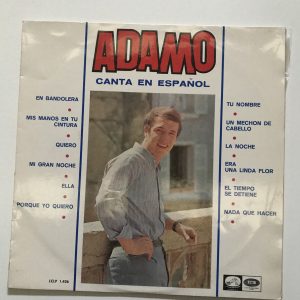 ADAMO
CANTA EN ESPAÑOL
EN BANDOLERA
MIS MANOS EN TU
CINTURA
QUIERO
MI GRAN NOCHE
ELLA
PORQUE YO QUIERO
TU NOMBRE
UN MECHON DE
CABELLO
LA NOCHE
ERA
UNA LINDA FLOR
EL TIEMPO
SE DETIENE
NADA QUE HACER